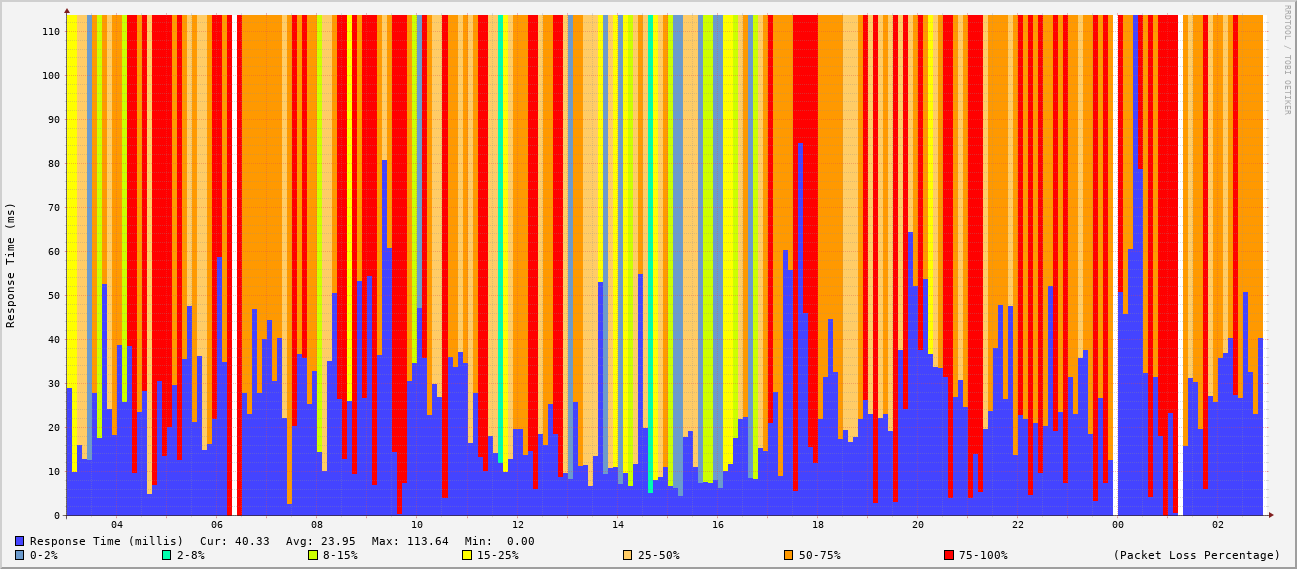 RRDTOOL / TOBI OETIKER
Response Time (ms)
110
100
90
80
70
60
50
40
30
20
10
0
04 06 08 10 12 14 16 18 20 22 00 02
Response Time (millis) Cur: 40.33 Avg: 23.95 Max: 113.64 Min: 0.00
0-2% 2-8% 8-15% 15-25% 25-50% 50-75% 75-100% (Packet Loss Percentage)